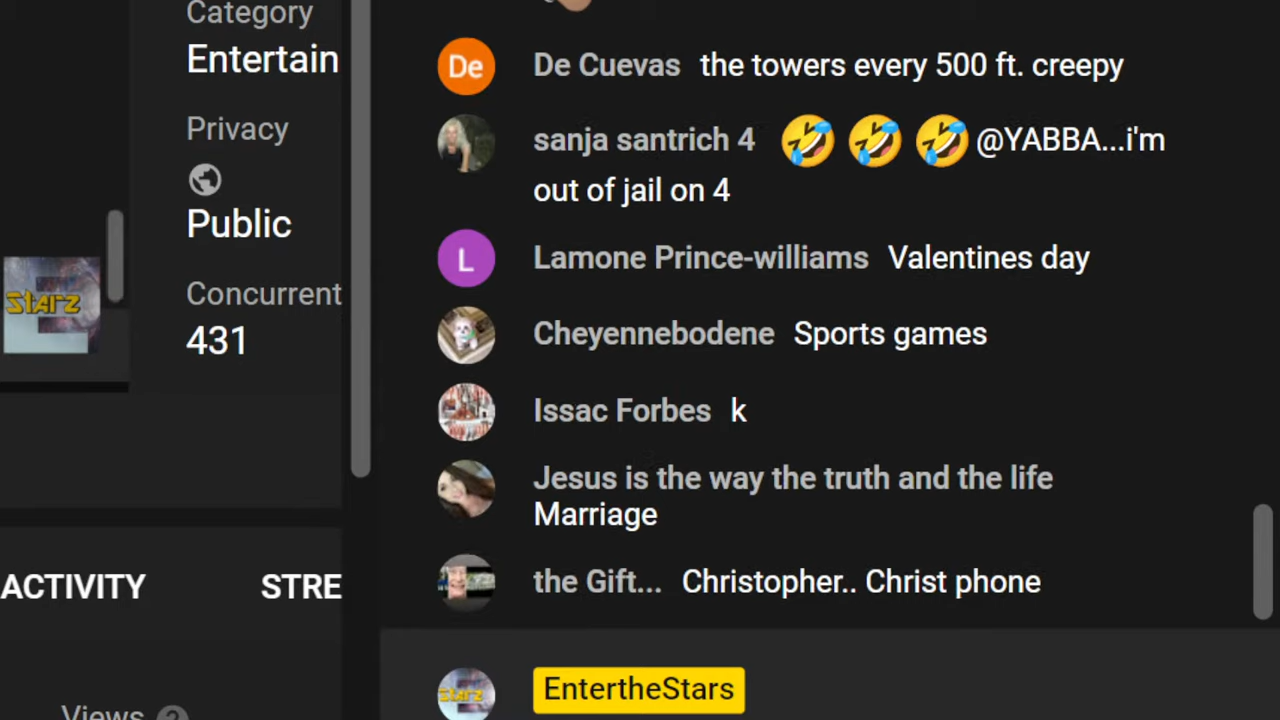 Category
Entertain
Privacy
Public
Concurrent
431
ACTIVITY STRE
Views
Starz
De De Cuevas the towers every 500 ft. creepy
sanja santrich 4 🤣 🤣 🤣 @YABBA...i'm
out of jail on 4
L Lamone Prince-williams Valentines day
Cheyennebodene Sports games
Issac Forbes k
Jesus is the way the truth and the life
Marriage
the Gift... Christopher.. Christ phone
Starz EntertheStars